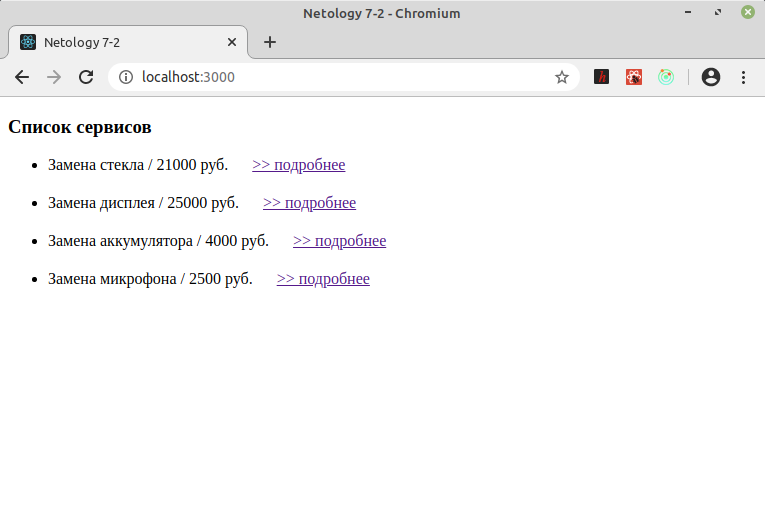 Netology 7-2 - Chromium
Netology 7-2
localhost:3000
Список сервисов
Замена стекла / 21000 руб. >> подробнее
Замена дисплея / 25000 руб. >> подробнее
Замена аккумулятора / 4000 руб. >> подробнее
Замена микрофона / 2500 руб. >> подробнее